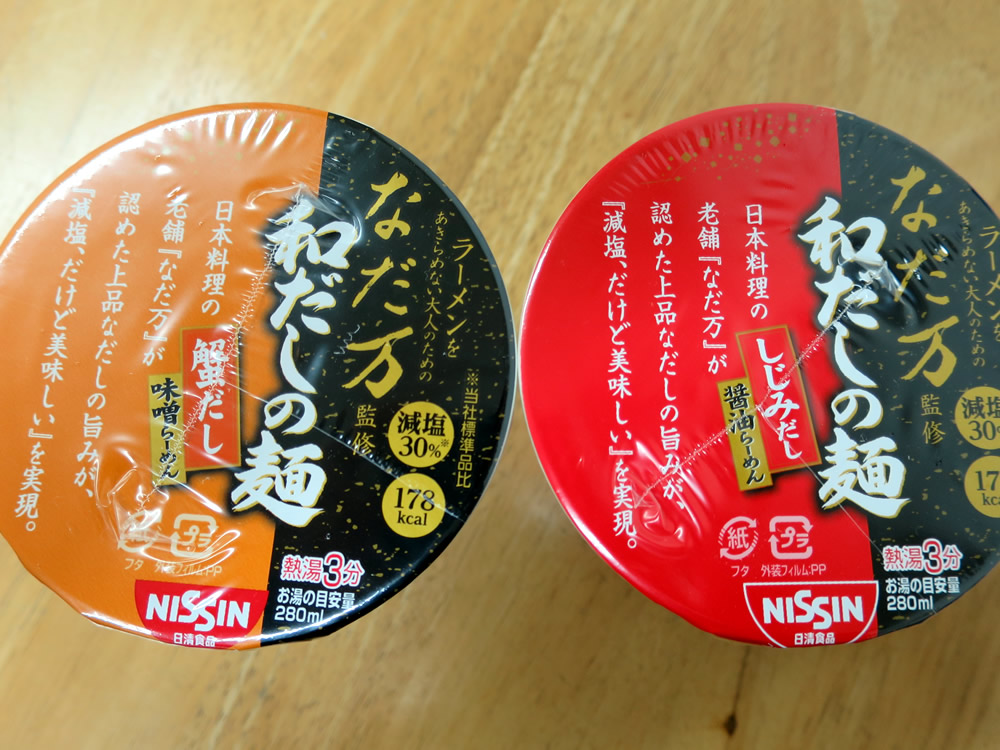 ラーメンを
あきらめない大人のための
なだ万
監修
和だしの麺
蟹だし
味噌らーめん
日本料理の
老舗『なだ万』が
認めた上品なだしの旨みが、
『減塩、だけど美味しい』を実現。
※当社標準品比
減塩
30%※
178
kcal
熱湯3分
お湯の目安量
280ml
プラ
フタ 外装フィルム:PP
NISSIN
日清食品
ラーメンを
あきらめない大人のための
なだ万
監修
和だしの麺
しじみだし
醤油らーめん
日本料理の
老舗『なだ万』が
認めた上品なだしの旨みが、
『減塩、だけど美味しい』を実現。
減塩
熱湯3分
お湯の目安量
280ml
紙 プラ
フタ 外装フィルム:PP
NISSIN
日清食品